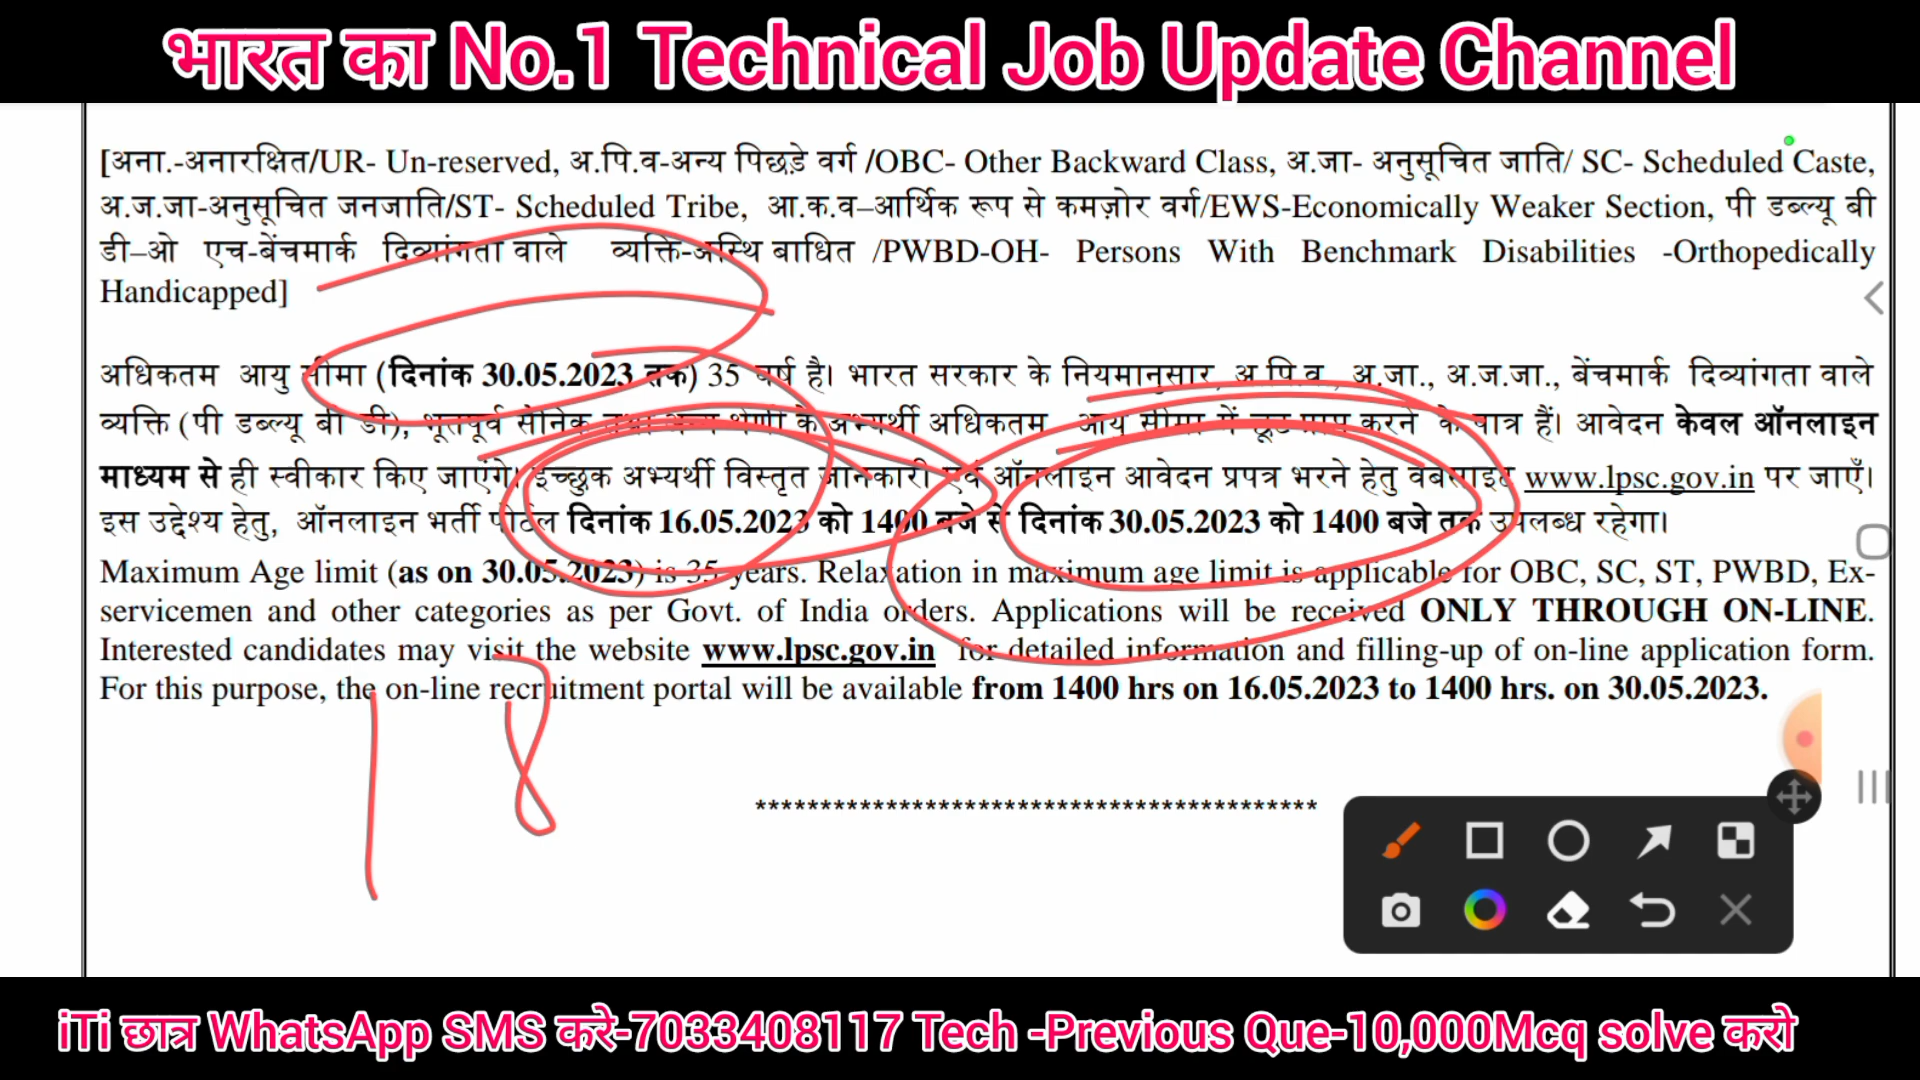 भारत का No.1 Technical Job Update Channel
[अना.-अनारक्षित/UR- Un-reserved, अ.पि.व-अन्य पिछड़े वर्ग /OBC- Other Backward Class, अ.जा- अनुसूचित जाति/ SC- Scheduled Caste,
अ.ज.जा-अनुसूचित जनजाति/ST- Scheduled Tribe, आ.क.व–आर्थिक रूप से कमज़ोर वर्ग/EWS-Economically Weaker Section, पी डब्ल्यू बी
डी–ओ एच-बेंचमार्क दिव्यांगता वाले व्यक्ति-अस्थि बाधित /PWBD-OH- Persons With Benchmark Disabilities -Orthopedically
Handicapped]
अधिकतम आयु सीमा (दिनांक 30.05.2023 तक) 35 वर्ष है। भारत सरकार के नियमानुसार, अ.पि.व., अ.जा., अ.ज.जा., बेंचमार्क दिव्यांगता वाले
व्यक्ति (पी डब्ल्यू बी डी), भूतपूर्व सैनिक तथा अन्य श्रेणी के अभ्यर्थी अधिकतम आयु सीमा में छूट प्राप्त करने के पात्र हैं। आवेदन केवल ऑनलाइन
माध्यम से ही स्वीकार किए जाएंगे। इच्छुक अभ्यर्थी विस्तृत जानकारी एवं ऑनलाइन आवेदन प्रपत्र भरने हेतु वेबसाइट www.lpsc.gov.in पर जाएँ।
इस उद्देश्य हेतु, ऑनलाइन भर्ती पोर्टल दिनांक 16.05.2023 को 1400 बजे से दिनांक 30.05.2023 को 1400 बजे तक उपलब्ध रहेगा।
Maximum Age limit (as on 30.05.2023) is 35 years. Relaxation in maximum age limit is applicable for OBC, SC, ST, PWBD, Ex-
servicemen and other categories as per Govt. of India orders. Applications will be received ONLY THROUGH ON-LINE.
Interested candidates may visit the website www.lpsc.gov.in for detailed information and filling-up of on-line application form.
For this purpose, the on-line recruitment portal will be available from 1400 hrs on 16.05.2023 to 1400 hrs. on 30.05.2023.
18
*******************************************
iTi छात्र WhatsApp SMS करे-7033408117 Tech -Previous Que-10,000Mcq solve करो